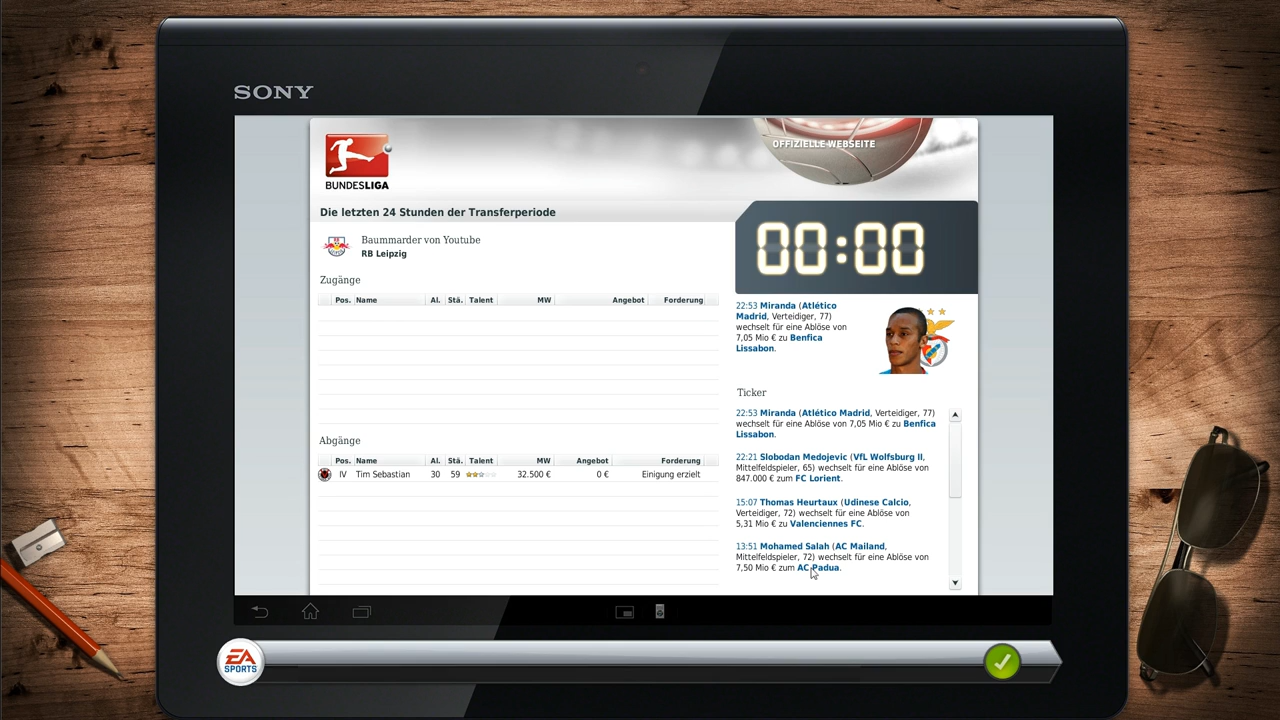 SONY
BUNDESLIGA
OFFIZIELLE WEBSEITE
Die letzten 24 Stunden der Transferperiode
00:00
Baummarder von Youtube
RB Leipzig
Zugänge
Pos. Name Al. Stä. Talent MW Angebot Forderung
Abgänge
Pos. Name Al. Stä. Talent MW Angebot Forderung
IV Tim Sebastian 30 59 32.500 € 0 € Einigung erzielt
22:53 Miranda (Atlético
Madrid, Verteidiger, 77)
wechselt für eine Ablöse von
7,05 Mio € zu Benfica
Lissabon.
Ticker
22:53 Miranda (Atlético Madrid, Verteidiger, 77)
wechselt für eine Ablöse von 7,05 Mio € zu Benfica
Lissabon.
22:21 Slobodan Medojevic (VfL Wolfsburg II,
Mittelfeldspieler, 65) wechselt für eine Ablöse von
847.000 € zum FC Lorient.
15:07 Thomas Heurtaux (Udinese Calcio,
Verteidiger, 72) wechselt für eine Ablöse von
5,31 Mio € zu Valenciennes FC.
13:51 Mohamed Salah (AC Mailand,
Mittelfeldspieler, 72) wechselt für eine Ablöse von
7,50 Mio € zum AC Padua.
EA
SPORTS